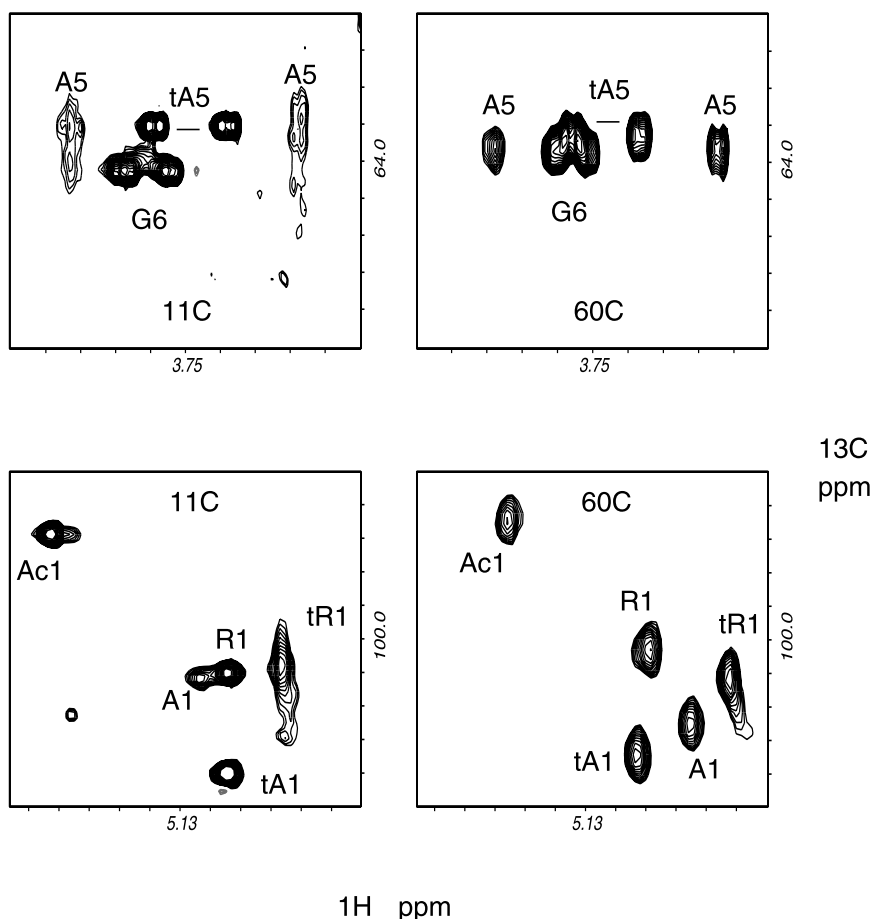 A5 tA5 A5
G6
64.0
11C
3.75
A5 tA5 A5
G6
64.0
60C
3.75
13C
ppm
11C
Ac1
tR1
R1
A1
tA1
100.0
5.13
60C
Ac1
R1
tR1
tA1
A1
100.0
5.13
1H ppm